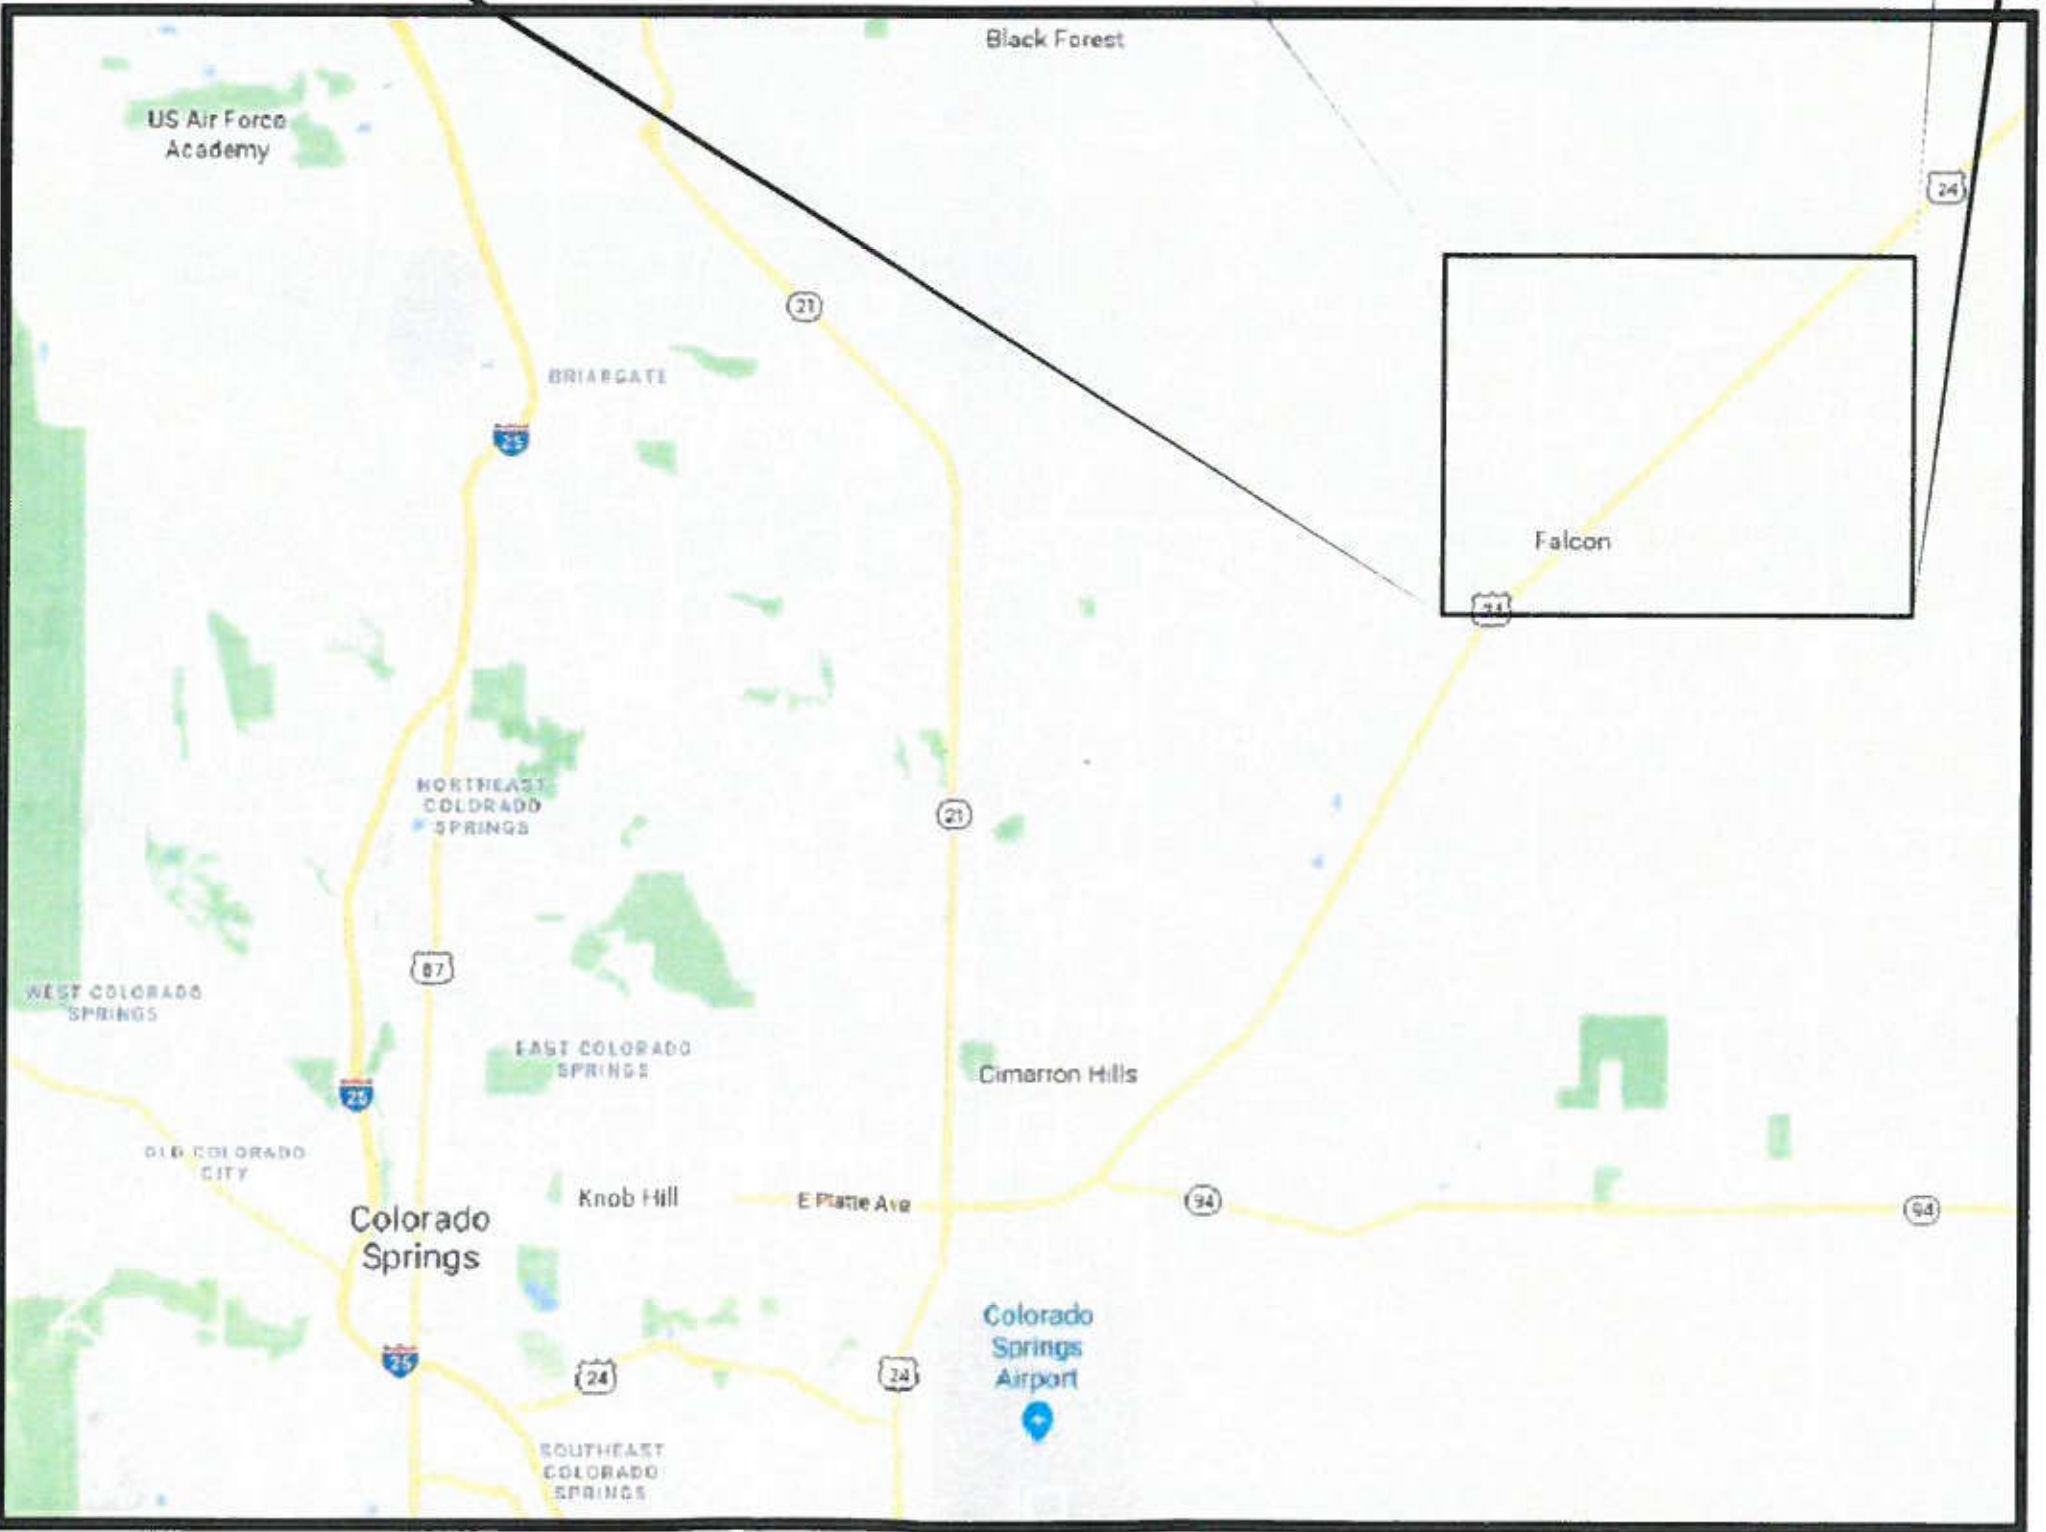 Black Forest
US Air Force
Academy
24
21
BRIARGATE
25
Falcon
24
NORTHEAST
COLORADO
SPRINGS
21
87
WEST COLORADO
SPRINGS
EAST COLORADO
SPRINGS
Cimarron Hills
25
OLD COLORADO
CITY
Knob Hill
E Platte Ave
94
94
Colorado
Springs
Colorado
Springs
Airport
25
24
24
SOUTHEAST
COLORADO
SPRINGS